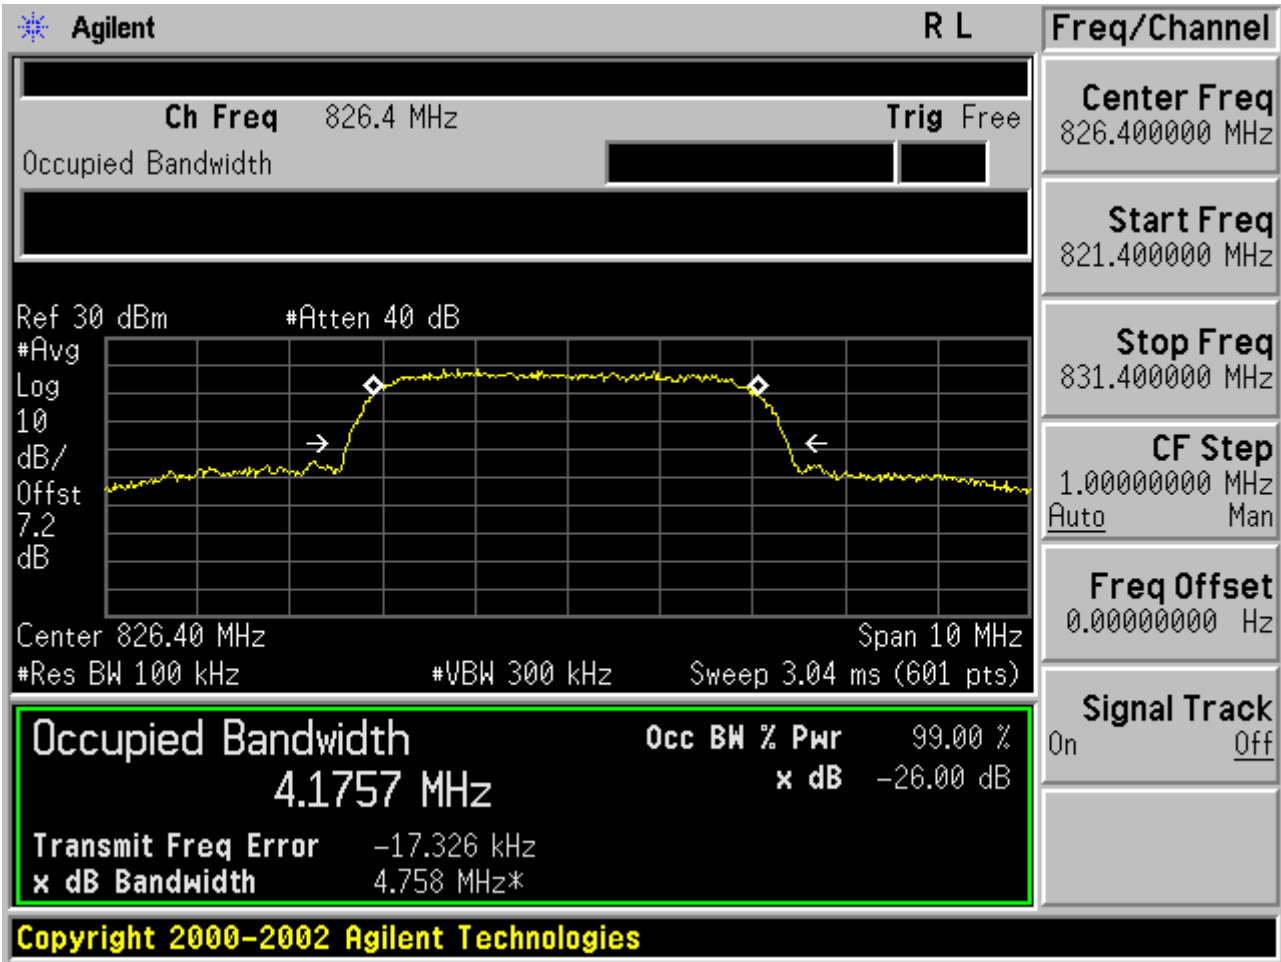 Agilent R L Freq/Channel
Ch Freq 826.4 MHz Trig Free
Occupied Bandwidth
Center Freq
826.400000 MHz
Start Freq
821.400000 MHz
Stop Freq
831.400000 MHz
CF Step
1.00000000 MHz
Auto Man
Freq Offset
0.00000000 Hz
Signal Track
On Off
Ref 30 dBm #Atten 40 dB
#Avg
Log
10
dB/
Offst
7.2
dB
Center 826.40 MHz Span 10 MHz
#Res BW 100 kHz #VBW 300 kHz Sweep 3.04 ms (601 pts)
Occupied Bandwidth Occ BW % Pwr 99.00 %
4.1757 MHz x dB -26.00 dB
Transmit Freq Error -17.326 kHz
x dB Bandwidth 4.758 MHz*
Copyright 2000-2002 Agilent Technologies